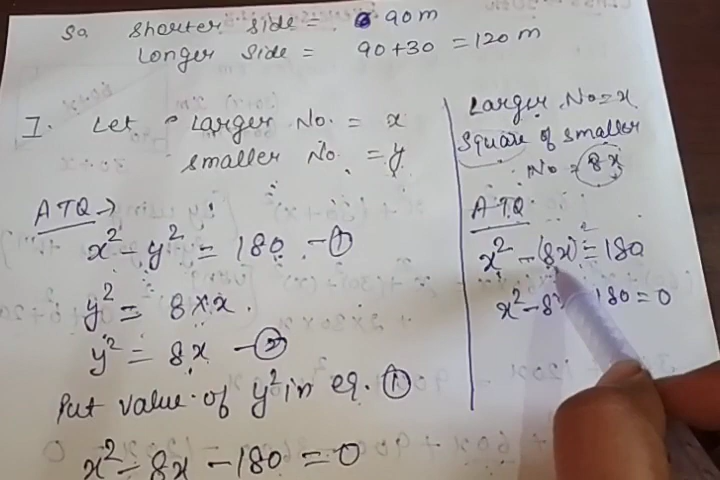 So Shorter side = 90m
Longer side = 90+30 = 120 m
7. Let Larger No. = x
smaller No. = y
ATQ →
x² - y² = 180 - ①
y² = 8 × x.
y² = 8x - ②
Put value of y² in eq. ①
x² - 8x - 180 = 0
Larger No = x
Square of smaller
No = 8x
ATQ
x² - (8x)² = 180
x² - 8 180 = 0